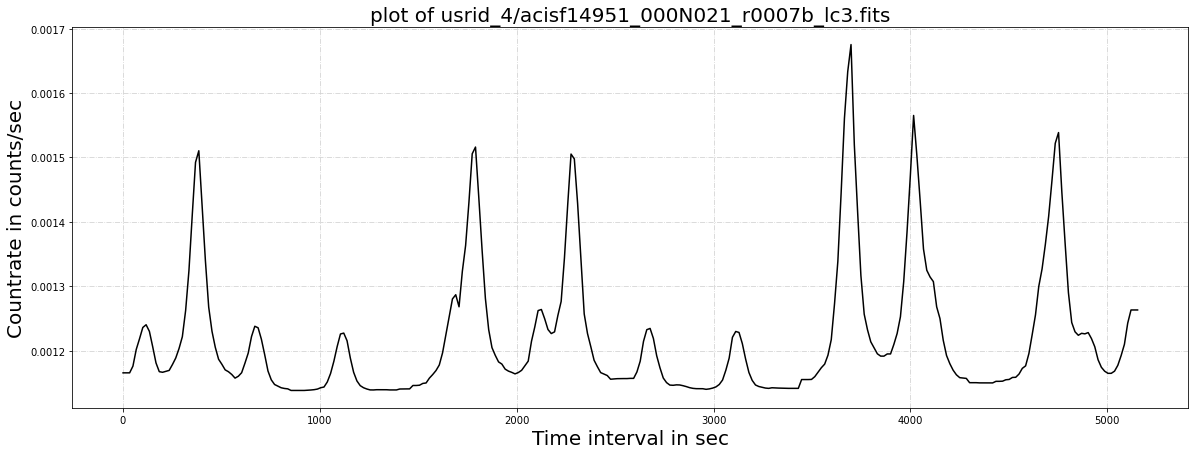 plot of usrid_4/acisf14951_000N021_r0007b_lc3.fits
Countrate in counts/sec
0.0017
0.0016
0.0015
0.0014
0.0013
0.0012
0 1000 2000 3000 4000 5000
Time interval in sec